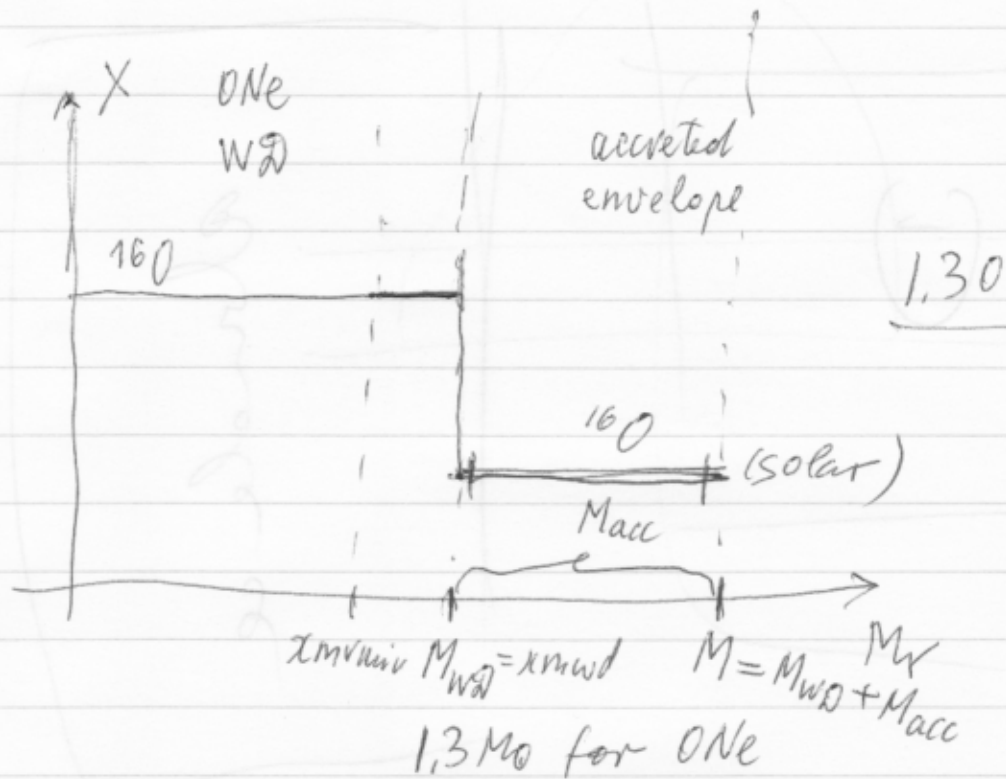 X
ONe
WD
accreted
envelope
16O
1.30
16O
(solar)
Macc
xmrmin MWD = xmwd
M = MWD + Macc
Mr
1,3 M⊙ for ONe